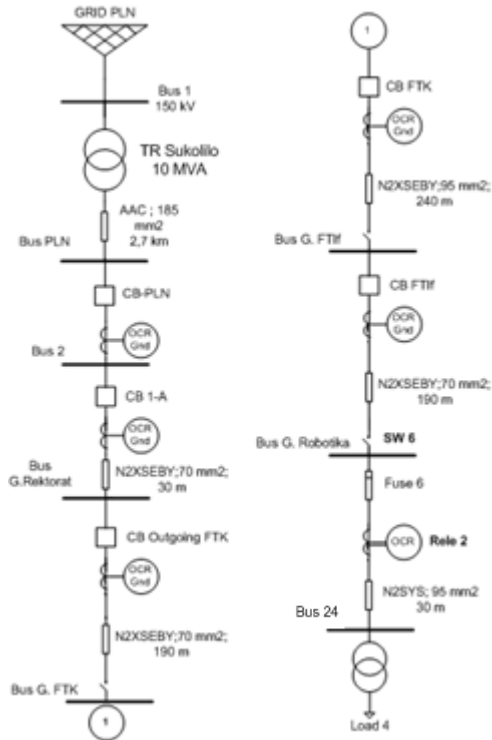 GRID PLN
Bus 1
150 kV
TR Sukolilo
10 MVA
AAC ; 185
mm2
2,7 km
Bus PLN
CB-PLN
OCR
Gnd
Bus 2
CB 1-A
OCR
Gnd
Bus
G.Rektorat
N2XSEBY;70 mm2;
30 m
CB Outgoing FTK
OCR
Gnd
N2XSEBY;70 mm2;
190 m
Bus G. FTK
1
1
CB FTK
OCR
Gnd
N2XSEBY;95 mm2;
240 m
Bus G. FTIf
CB FTIf
OCR
Gnd
N2XSEBY;70 mm2;
190 m
Bus G. Robotika
SW 6
Fuse 6
OCR
Rele 2
N2SYS; 95 mm2
30 m
Bus 24
Load 4